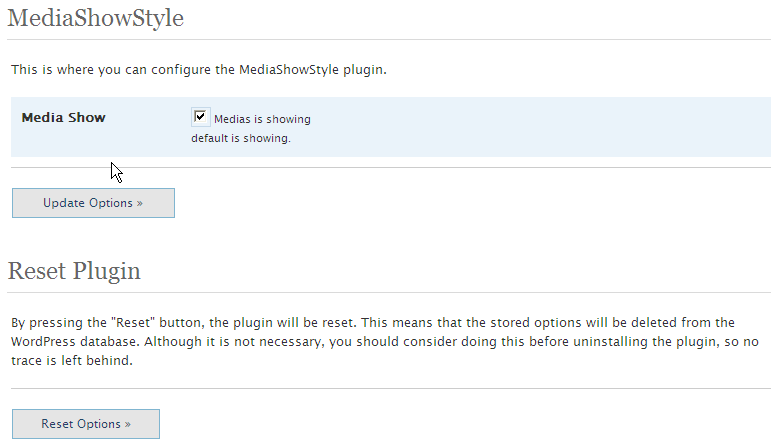 MediaShowStyle
This is where you can configure the MediaShowStyle plugin.
Media Show
Medias is showing
default is showing.
Update Options »
Reset Plugin
By pressing the "Reset" button, the plugin will be reset. This means that the stored options will be deleted from the
WordPress database. Although it is not necessary, you should consider doing this before uninstalling the plugin, so no
trace is left behind.
Reset Options »